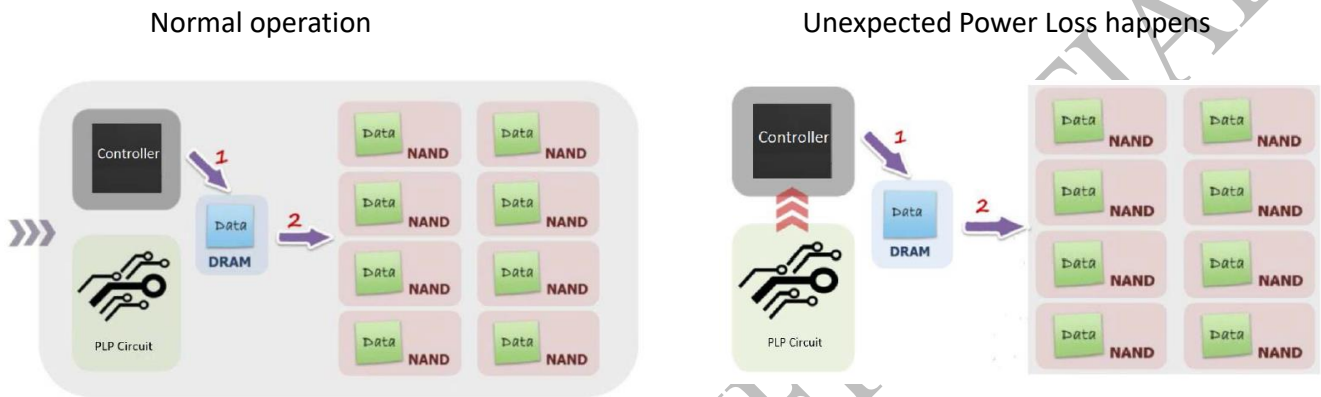 Normal operation
Unexpected Power Loss happens
Controller
1
Data
DRAM
2
PLP Circuit
Data NAND
Data NAND
Data NAND
Data NAND
Data NAND
Data NAND
Data NAND
Data NAND
Controller
1
Data
DRAM
2
PLP Circuit
Data NAND
Data NAND
Data NAND
Data NAND
Data NAND
Data NAND
Data NAND
Data NAND